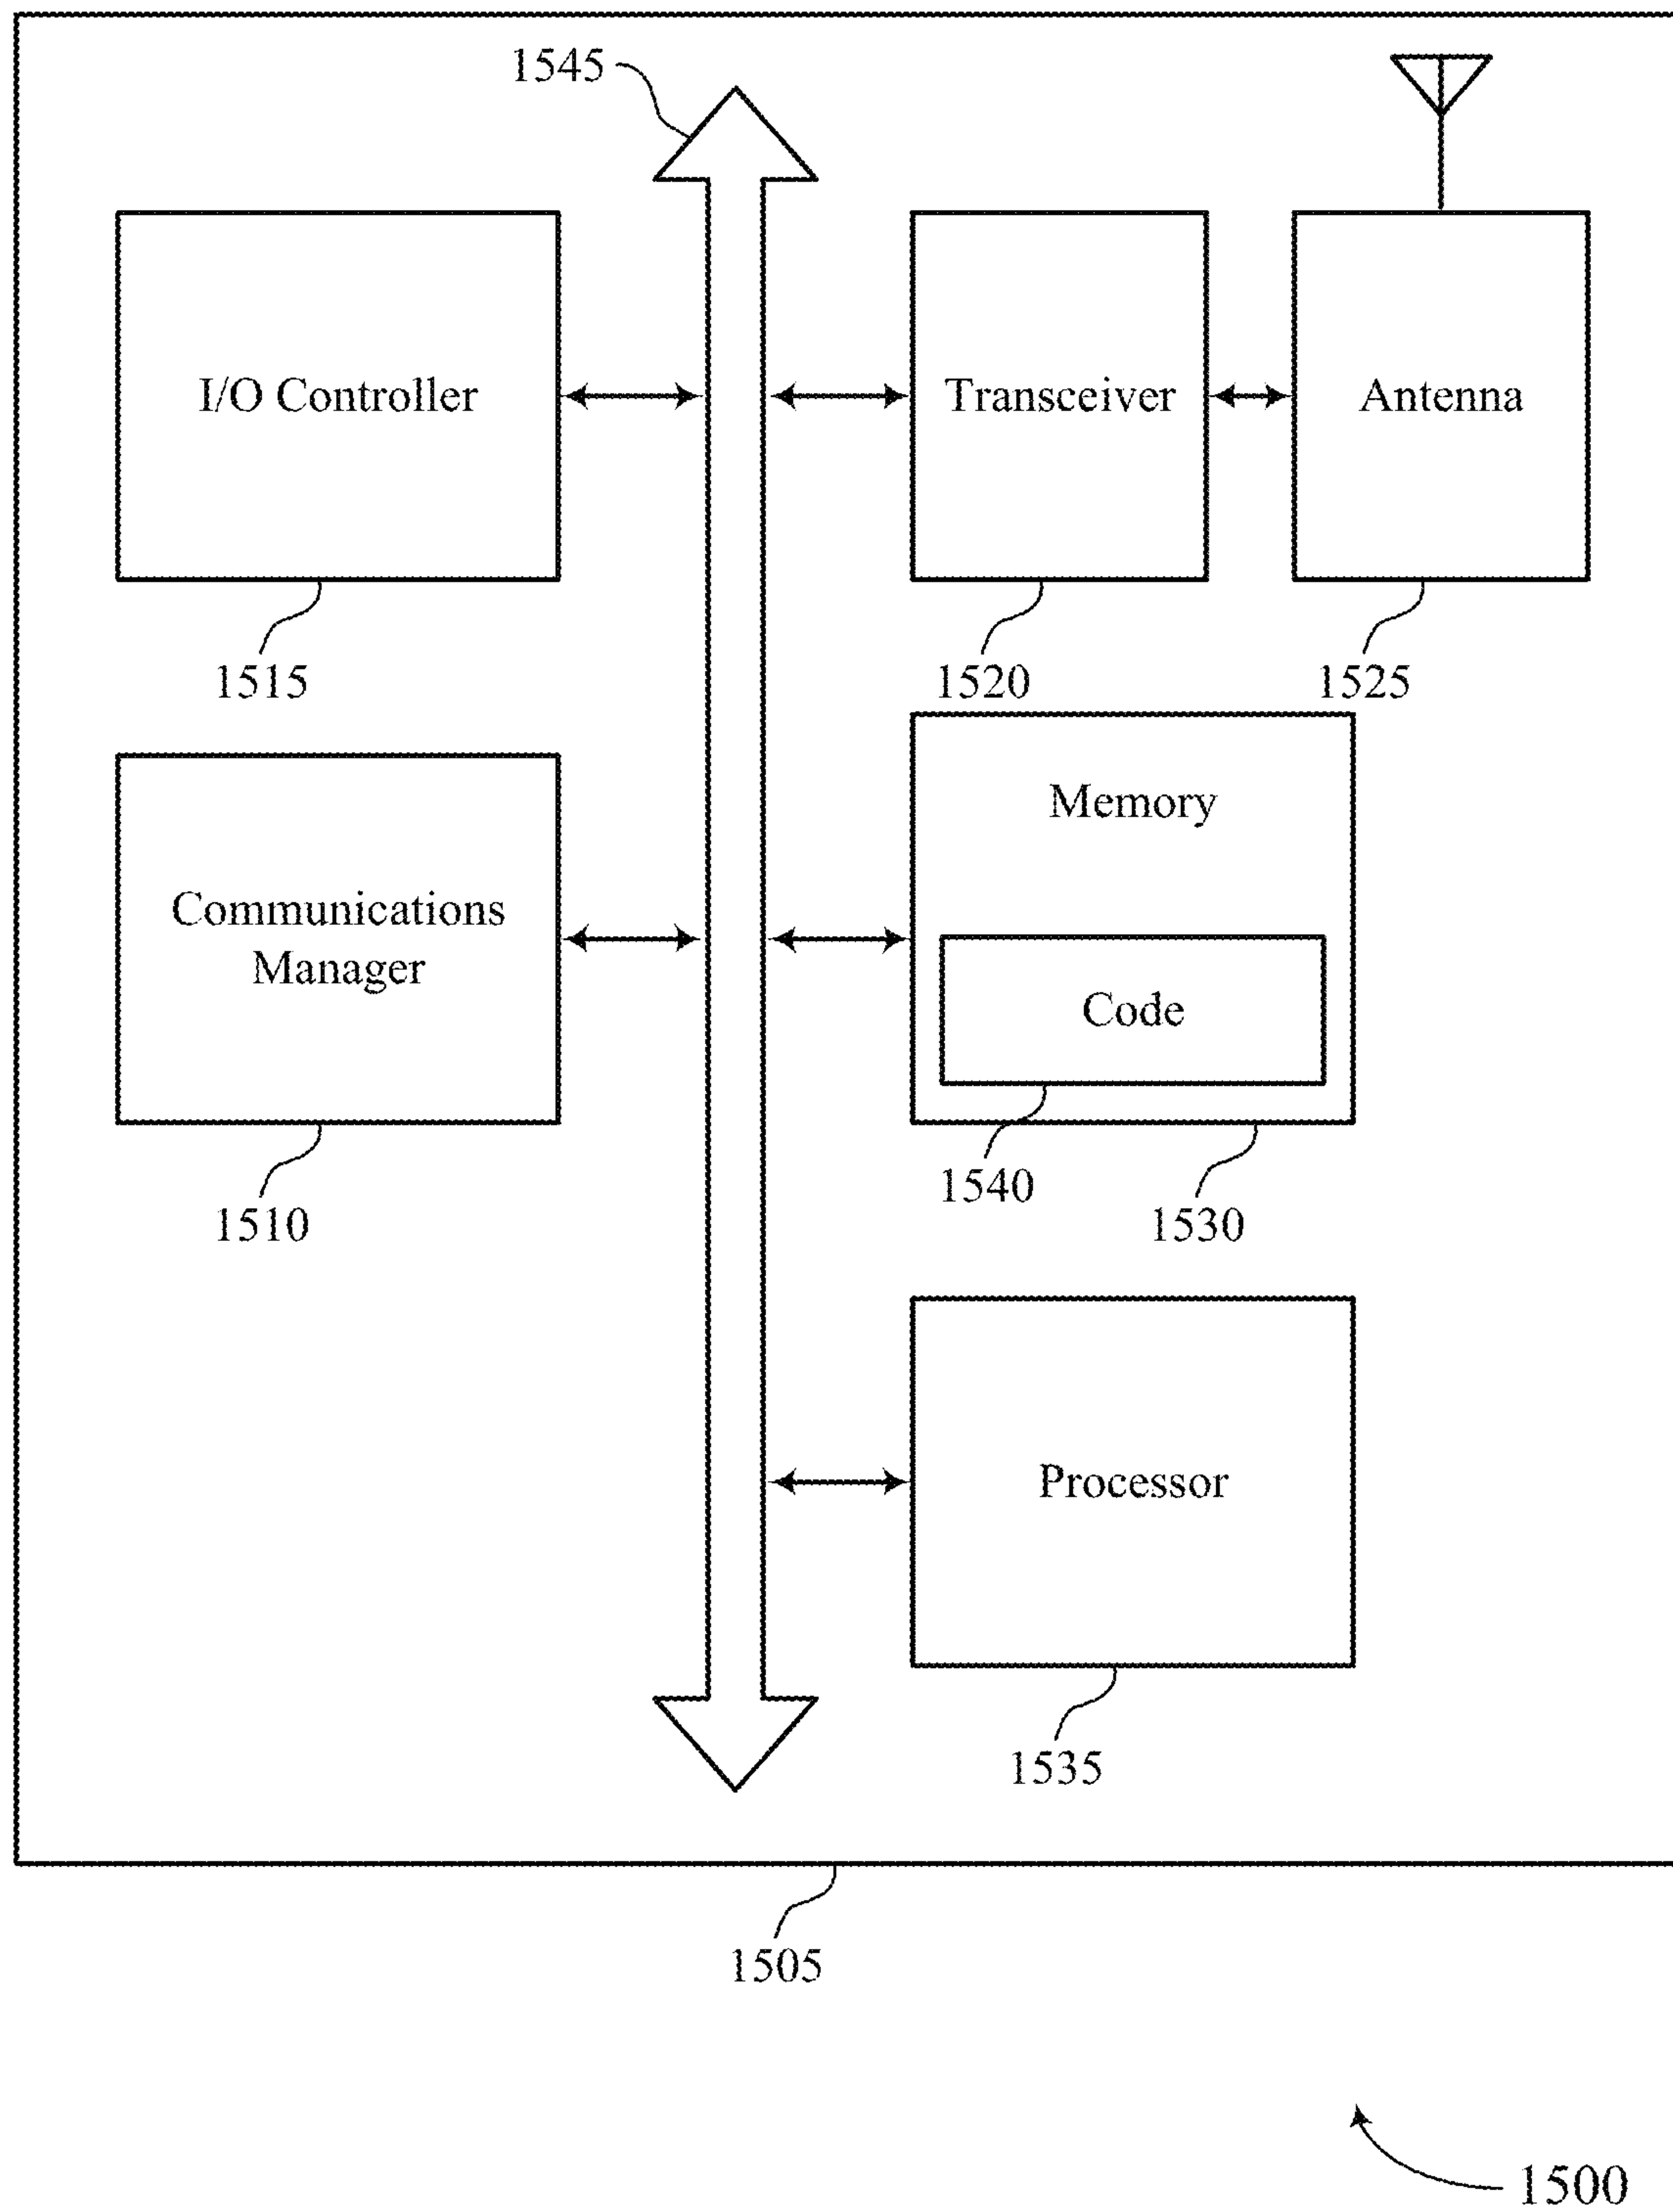 1545
I/O Controller
Transceiver
Antenna
1515
1520
1525
Communications
Manager
Memory
Code
1510
1540
1530
Processor
1535
1505
1500